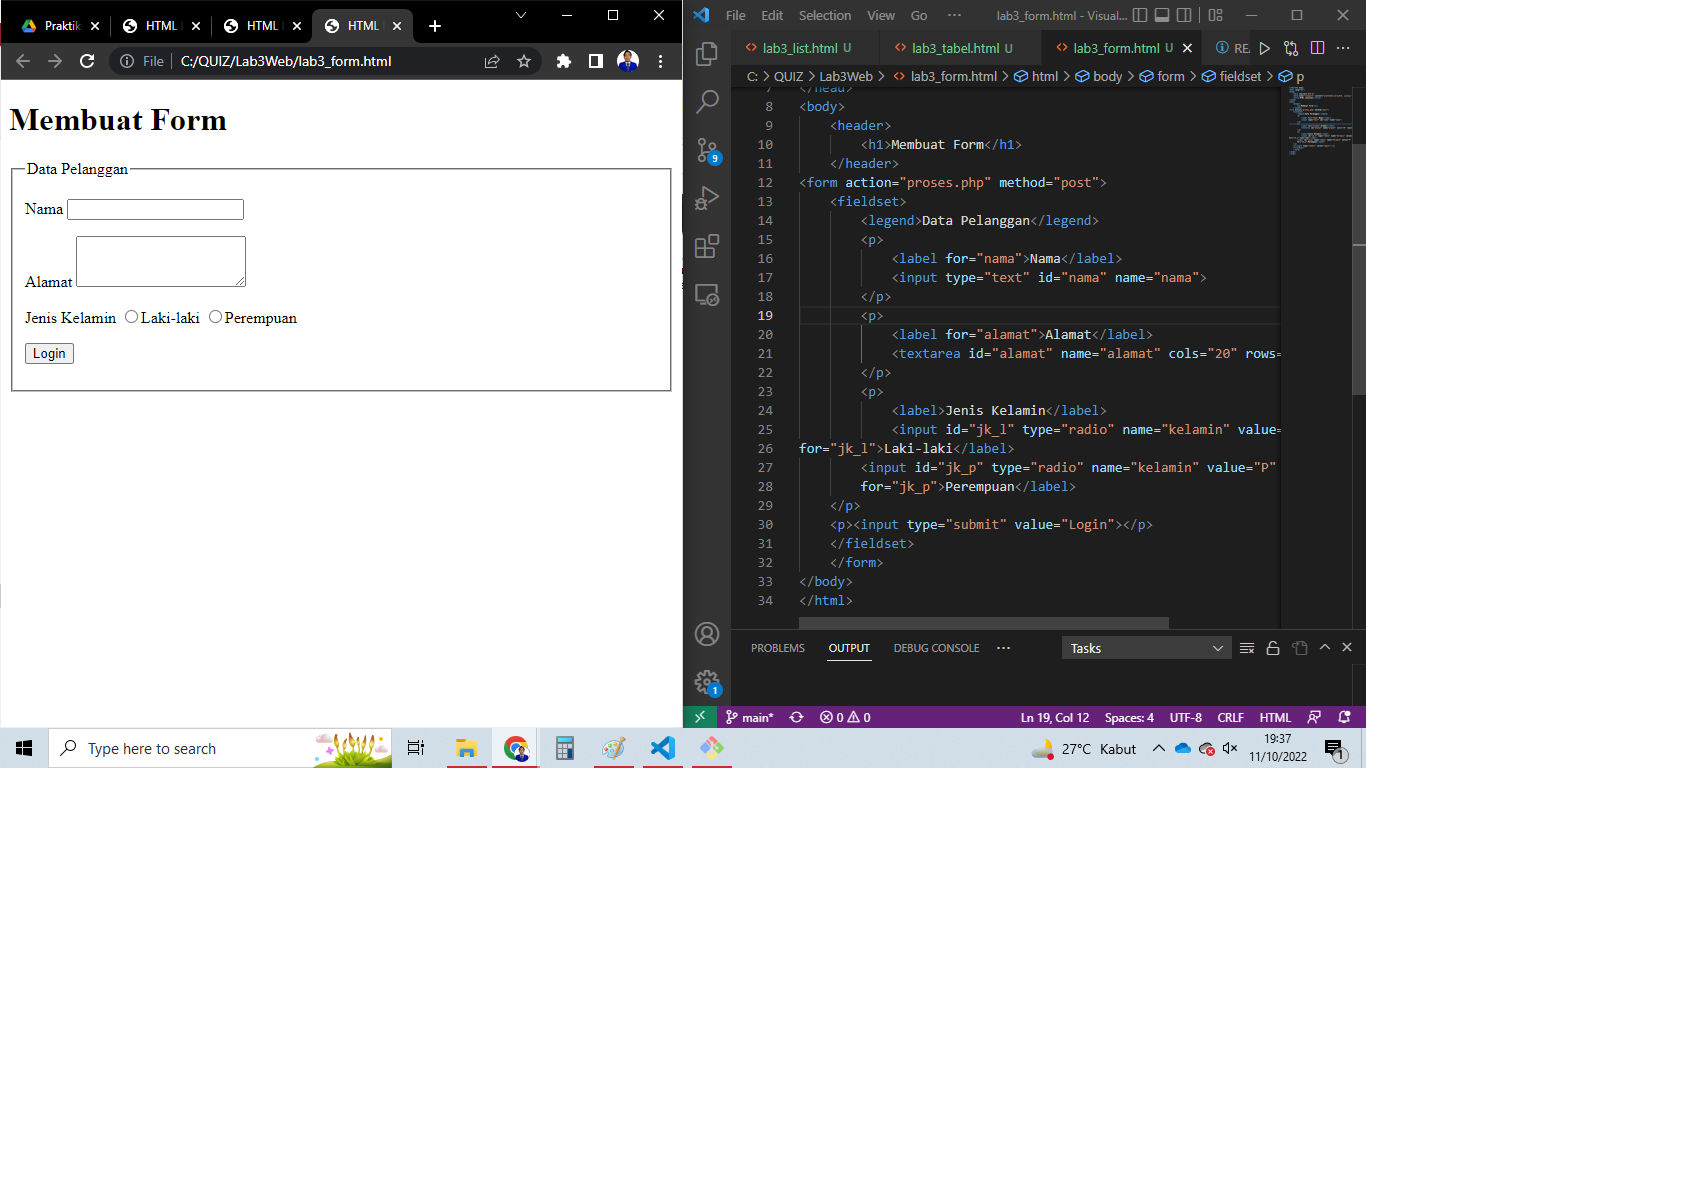 Praktik
HTML
HTML
HTML
File
C:/QUIZ/Lab3Web/lab3_form.html
Membuat Form
Data Pelanggan
Nama
Alamat
Jenis Kelamin Laki-laki Perempuan
Login
File Edit Selection View Go ··· lab3_form.html - Visual...
lab3_list.html U lab3_tabel.html U lab3_form.html U RE
C: > QUIZ > Lab3Web > lab3_form.html > html > body > form > fieldset > p
7 </head>
8 <body>
9 <header>
10 <h1>Membuat Form</h1>
11 </header>
12 <form action="proses.php" method="post">
13 <fieldset>
14 <legend>Data Pelanggan</legend>
15 <p>
16 <label for="nama">Nama</label>
17 <input type="text" id="nama" name="nama">
18 </p>
19 <p>
20 <label for="alamat">Alamat</label>
21 <textarea id="alamat" name="alamat" cols="20" rows=
22 </p>
23 <p>
24 <label>Jenis Kelamin</label>
25 <input id="jk_l" type="radio" name="kelamin" value=
26 for="jk_l">Laki-laki</label>
27 <input id="jk_p" type="radio" name="kelamin" value="P"
28 for="jk_p">Perempuan</label>
29 </p>
30 <p><input type="submit" value="Login"></p>
31 </fieldset>
32 </form>
33 </body>
34 </html>
9
1
PROBLEMS OUTPUT DEBUG CONSOLE ··· Tasks
main* 0 0 Ln 19, Col 12 Spaces: 4 UTF-8 CRLF HTML
Type here to search
27°C Kabut
19:37
11/10/2022
1